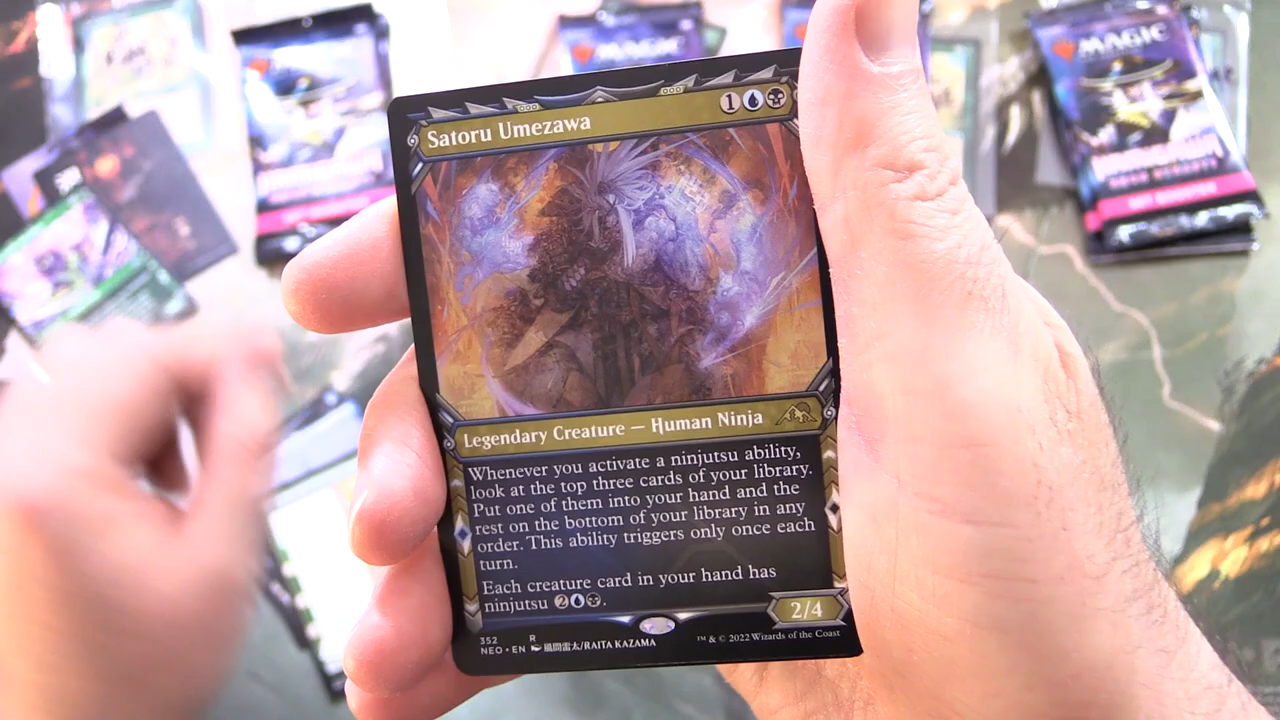 MAGIC
MAGIC
Satoru Umezawa
1
Legendary Creature — Human Ninja
Whenever you activate a ninjutsu ability,
look at the top three cards of your library.
Put one of them into your hand and the
rest on the bottom of your library in any
order. This ability triggers only once each
turn.
Each creature card in your hand has
ninjutsu 2.
2/4
352 R
NEO • EN 風間雷太/RAITA KAZAMA
™ & © 2022 Wizards of the Coast